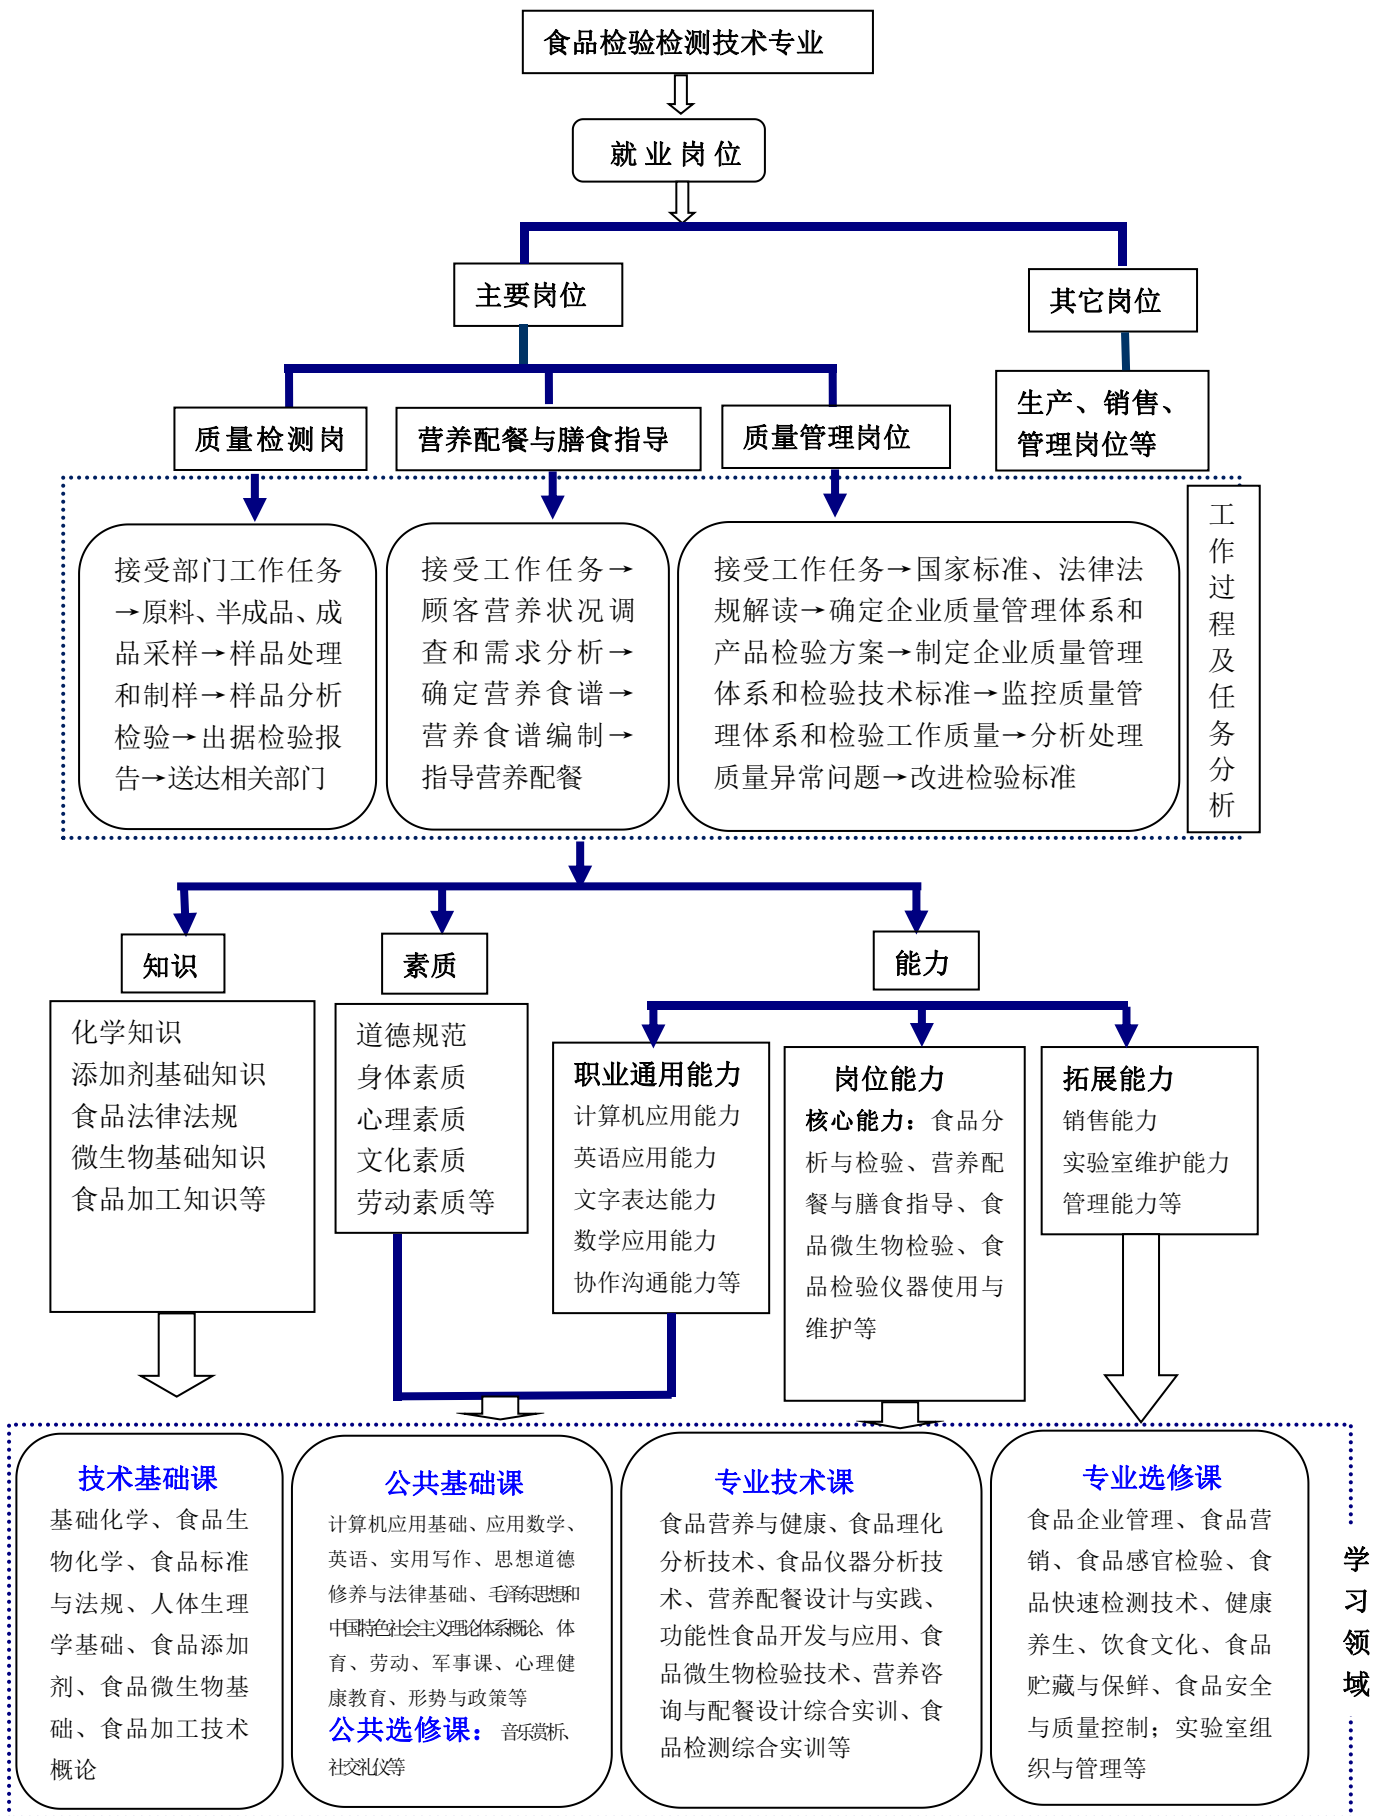 食品检验检测技术专业
就业岗位
主要岗位
其它岗位
生产、销售、
管理岗位等
质量检测岗
营养配餐与膳食指导
质量管理岗位
接受部门工作任务
→原料、半成品、成
品采样→样品处理
和制样→样品分析
检验→出据检验报
告→送达相关部门
接受工作任务→
顾客营养状况调
查和需求分析→
确定营养食谱→
营养食谱编制→
指导营养配餐
接受工作任务→国家标准、法律法
规解读→确定企业质量管理体系和
产品检验方案→制定企业质量管理
体系和检验技术标准→监控质量管
理体系和检验工作质量→分析处理
质量异常问题→改进检验标准
工
作
过
程
及
任
务
分
析
知识
素质
能力
化学知识
添加剂基础知识
食品法律法规
微生物基础知识
食品加工知识等
道德规范
身体素质
心理素质
文化素质
劳动素质等
职业通用能力
计算机应用能力
英语应用能力
文字表达能力
数学应用能力
协作沟通能力等
岗位能力
核心能力：食品分
析与检验、营养配
餐与膳食指导、食
品微生物检验、食
品检验仪器使用与
维护等
拓展能力
销售能力
实验室维护能力
管理能力等
技术基础课
基础化学、食品生
物化学、食品标准
与法规、人体生理
学基础、食品添加
剂、食品微生物基
础、食品加工技术
概论
公共基础课
计算机应用基础、应用数学、
英语、实用写作、思想道德
修养与法律基础、毛泽东思想和
中国特色社会主义理论体系概论、体
育、劳动、军事课、心理健
康教育、形势与政策等
公共选修课：音乐赏析、
社交礼仪等
专业技术课
食品营养与健康、食品理化
分析技术、食品仪器分析技
术、营养配餐设计与实践、
功能性食品开发与应用、食
品微生物检验技术、营养咨
询与配餐设计综合实训、食
品检测综合实训等
专业选修课
食品企业管理、食品营
销、食品感官检验、食
品快速检测技术、健康
养生、饮食文化、食品
贮藏与保鲜、食品安全
与质量控制；实验室组
织与管理等
学
习
领
域